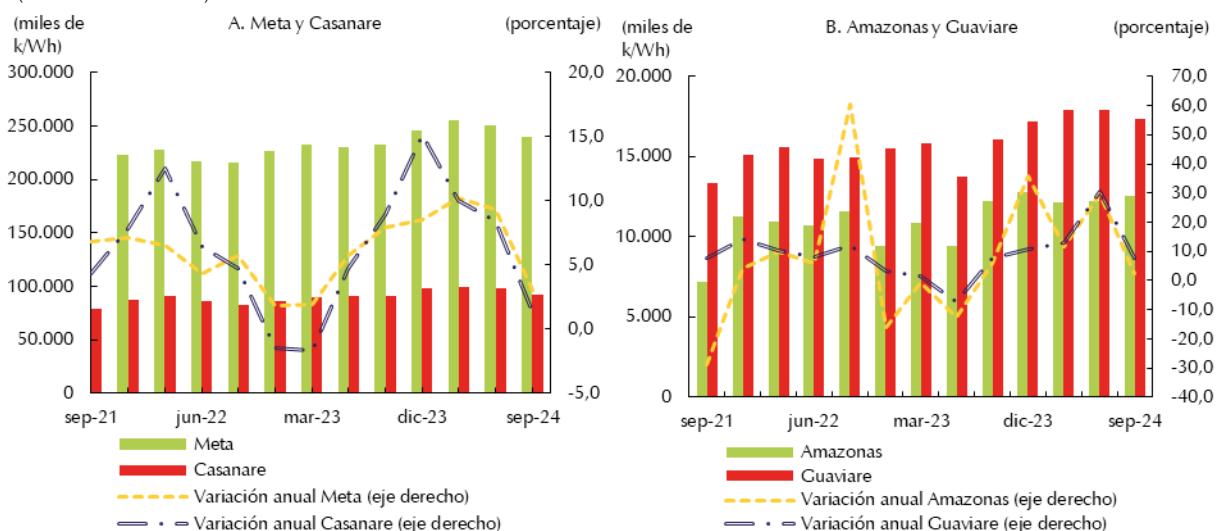 (miles de
k/Wh)
A. Meta y Casanare
(porcentaje)
300.000
250.000
200.000
150.000
100.000
50.000
0
20,0
15,0
10,0
5,0
0,0
-5,0
sep-21
jun-22
mar-23
dic-23
sep-24
Meta
Casanare
Variación anual Meta (eje derecho)
Variación anual Casanare (eje derecho)
(miles de
k/Wh)
B. Amazonas y Guaviare
(porcentaje)
20.000
15.000
10.000
5.000
0
70,0
60,0
50,0
40,0
30,0
20,0
10,0
0,0
-10,0
-20,0
-30,0
-40,0
sep-21
jun-22
mar-23
dic-23
sep-24
Amazonas
Guaviare
Variación anual Amazonas (eje derecho)
Variación anual Guaviare (eje derecho)